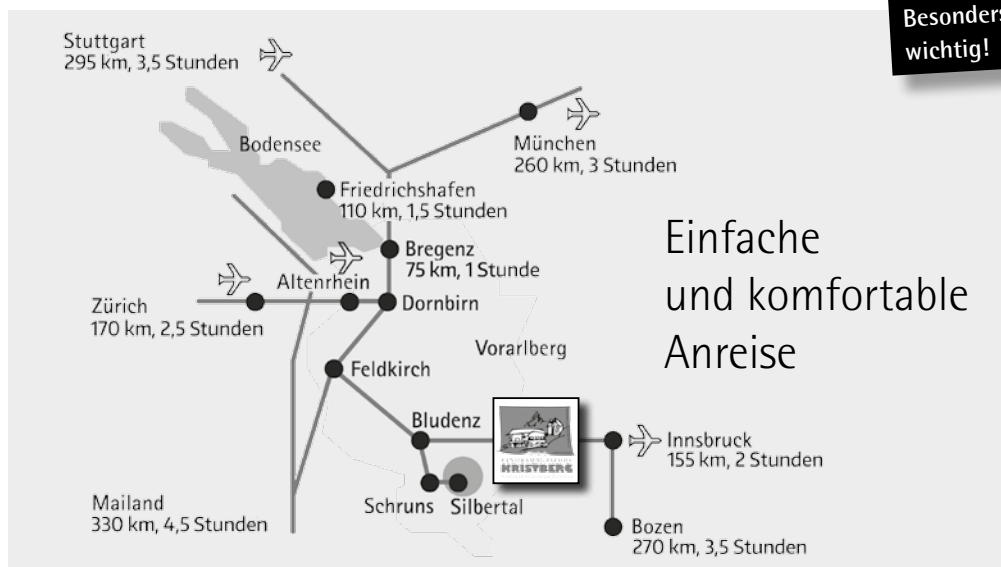 Besonders
wichtig!
Stuttgart
295 km, 3,5 Stunden
Bodensee
München
260 km, 3 Stunden
Friedrichshafen
110 km, 1,5 Stunden
Bregenz
75 km, 1 Stunde
Altenrhein
Dornbirn
Zürich
170 km, 2,5 Stunden
Einfache
und komfortable
Anreise
Vorarlberg
Feldkirch
Bludenz
KRISTBERG
Innsbruck
155 km, 2 Stunden
Schruns
Silbertal
Mailand
330 km, 4,5 Stunden
Bozen
270 km, 3,5 Stunden